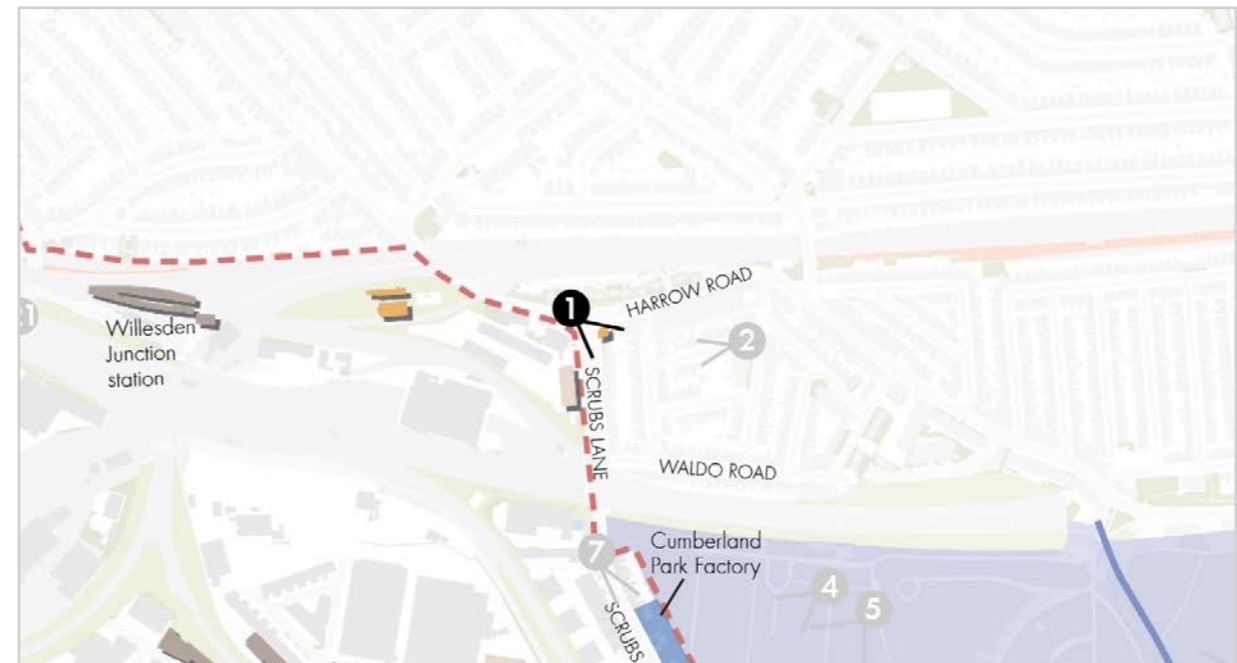 1
HARROW ROAD
2
Willesden
Junction
station
SCRUBS LANE
WALDO ROAD
7
Cumberland
Park Factory
4
5
SCRUBS